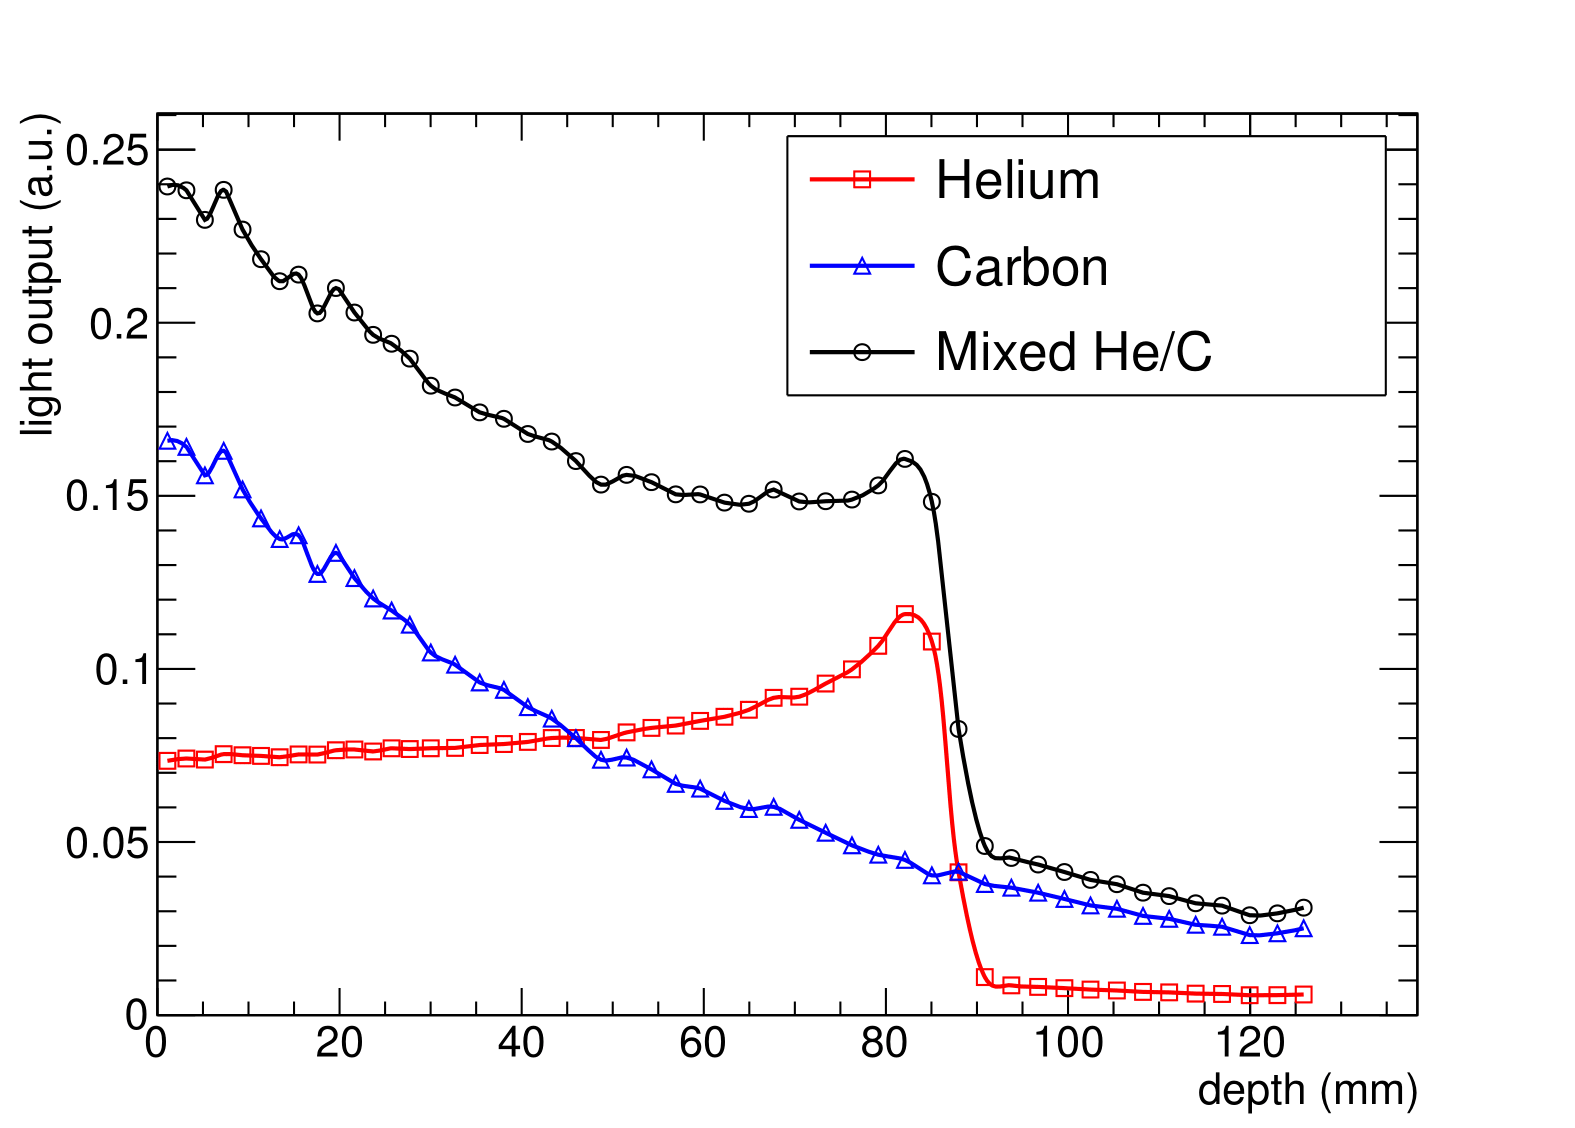 light output (a.u.)
0.25
0.2
0.15
0.1
0.05
0
Helium
Carbon
Mixed He/C
0 20 40 60 80 100 120
depth (mm)